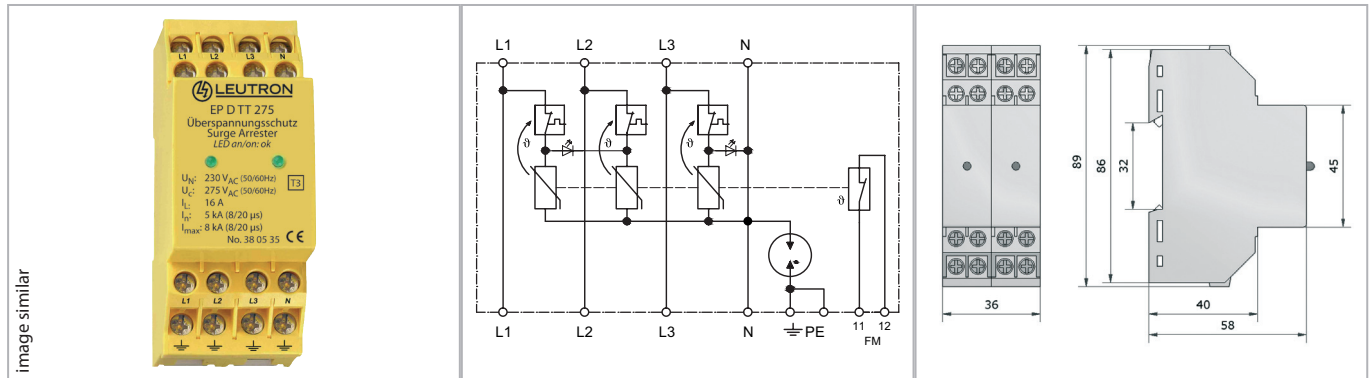 image similar
L1 L2 L3 N
LEUTRON
EP D TT 275
Überspannungsschutz
Surge Arrester
LED an/on: ok
UN: 230 VAC (50/60Hz)
UC: 275 VAC (50/60Hz)
T3
IL: 16 A
In: 5 kA (8/20 µs)
Imax: 8 kA (8/20 µs)
No. 38 05 35 CE
L1 L2 L3 N
L1 L2 L3 N
ϑ ϑ ϑ
ϑ
L1 L2 L3 N PE 11 12
FM
89
86
32
45
36
40
58